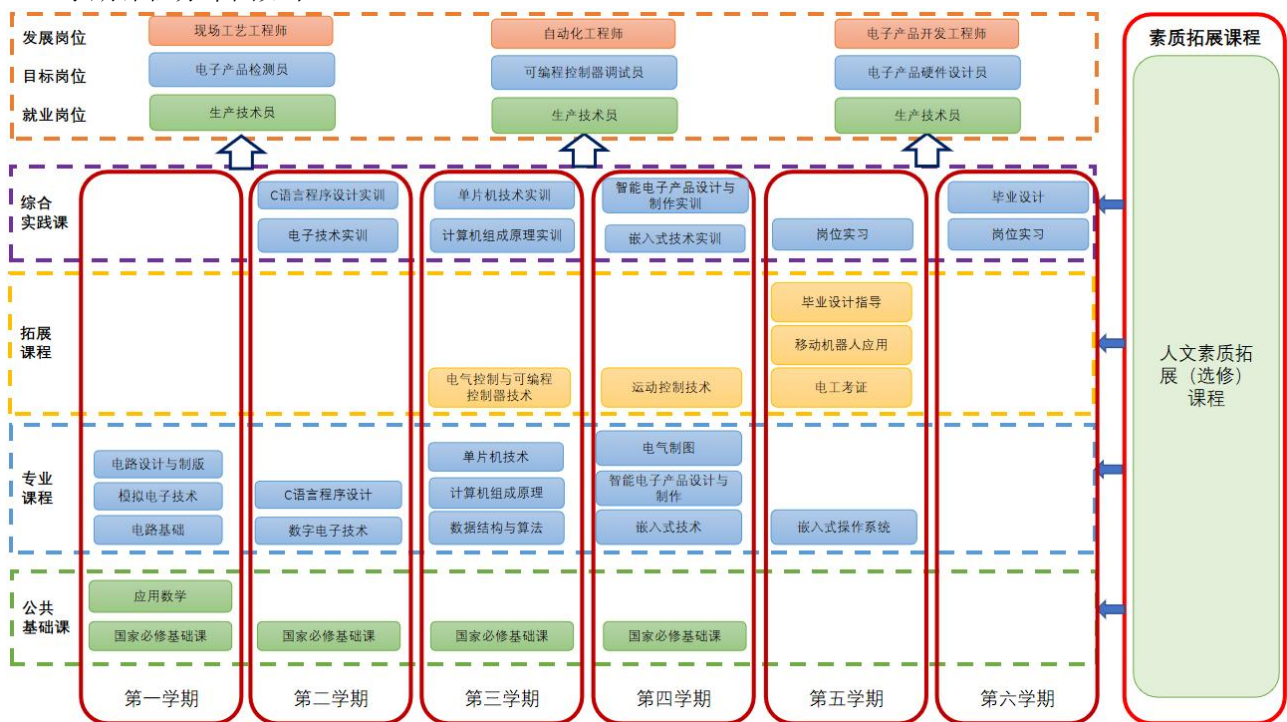 发展岗位
现场工艺工程师
自动化工程师
电子产品开发工程师
目标岗位
电子产品检测员
可编程控制器调试员
电子产品硬件设计员
就业岗位
生产技术员
生产技术员
生产技术员
素质拓展课程
人文素质拓
展（选修）
课程
综合
实践课
C语言程序设计实训
单片机技术实训
智能电子产品设计与
制作实训
毕业设计
电子技术实训
计算机组成原理实训
嵌入式技术实训
岗位实习
岗位实习
拓展
课程
毕业设计指导
移动机器人应用
电气控制与可编程
控制器技术
运动控制技术
电工考证
专业
课程
电路设计与制版
单片机技术
电气制图
模拟电子技术
C语言程序设计
计算机组成原理
智能电子产品设计与
制作
电路基础
数字电子技术
数据结构与算法
嵌入式技术
嵌入式操作系统
公共
基础课
应用数学
国家必修基础课
国家必修基础课
国家必修基础课
国家必修基础课
第一学期
第二学期
第三学期
第四学期
第五学期
第六学期